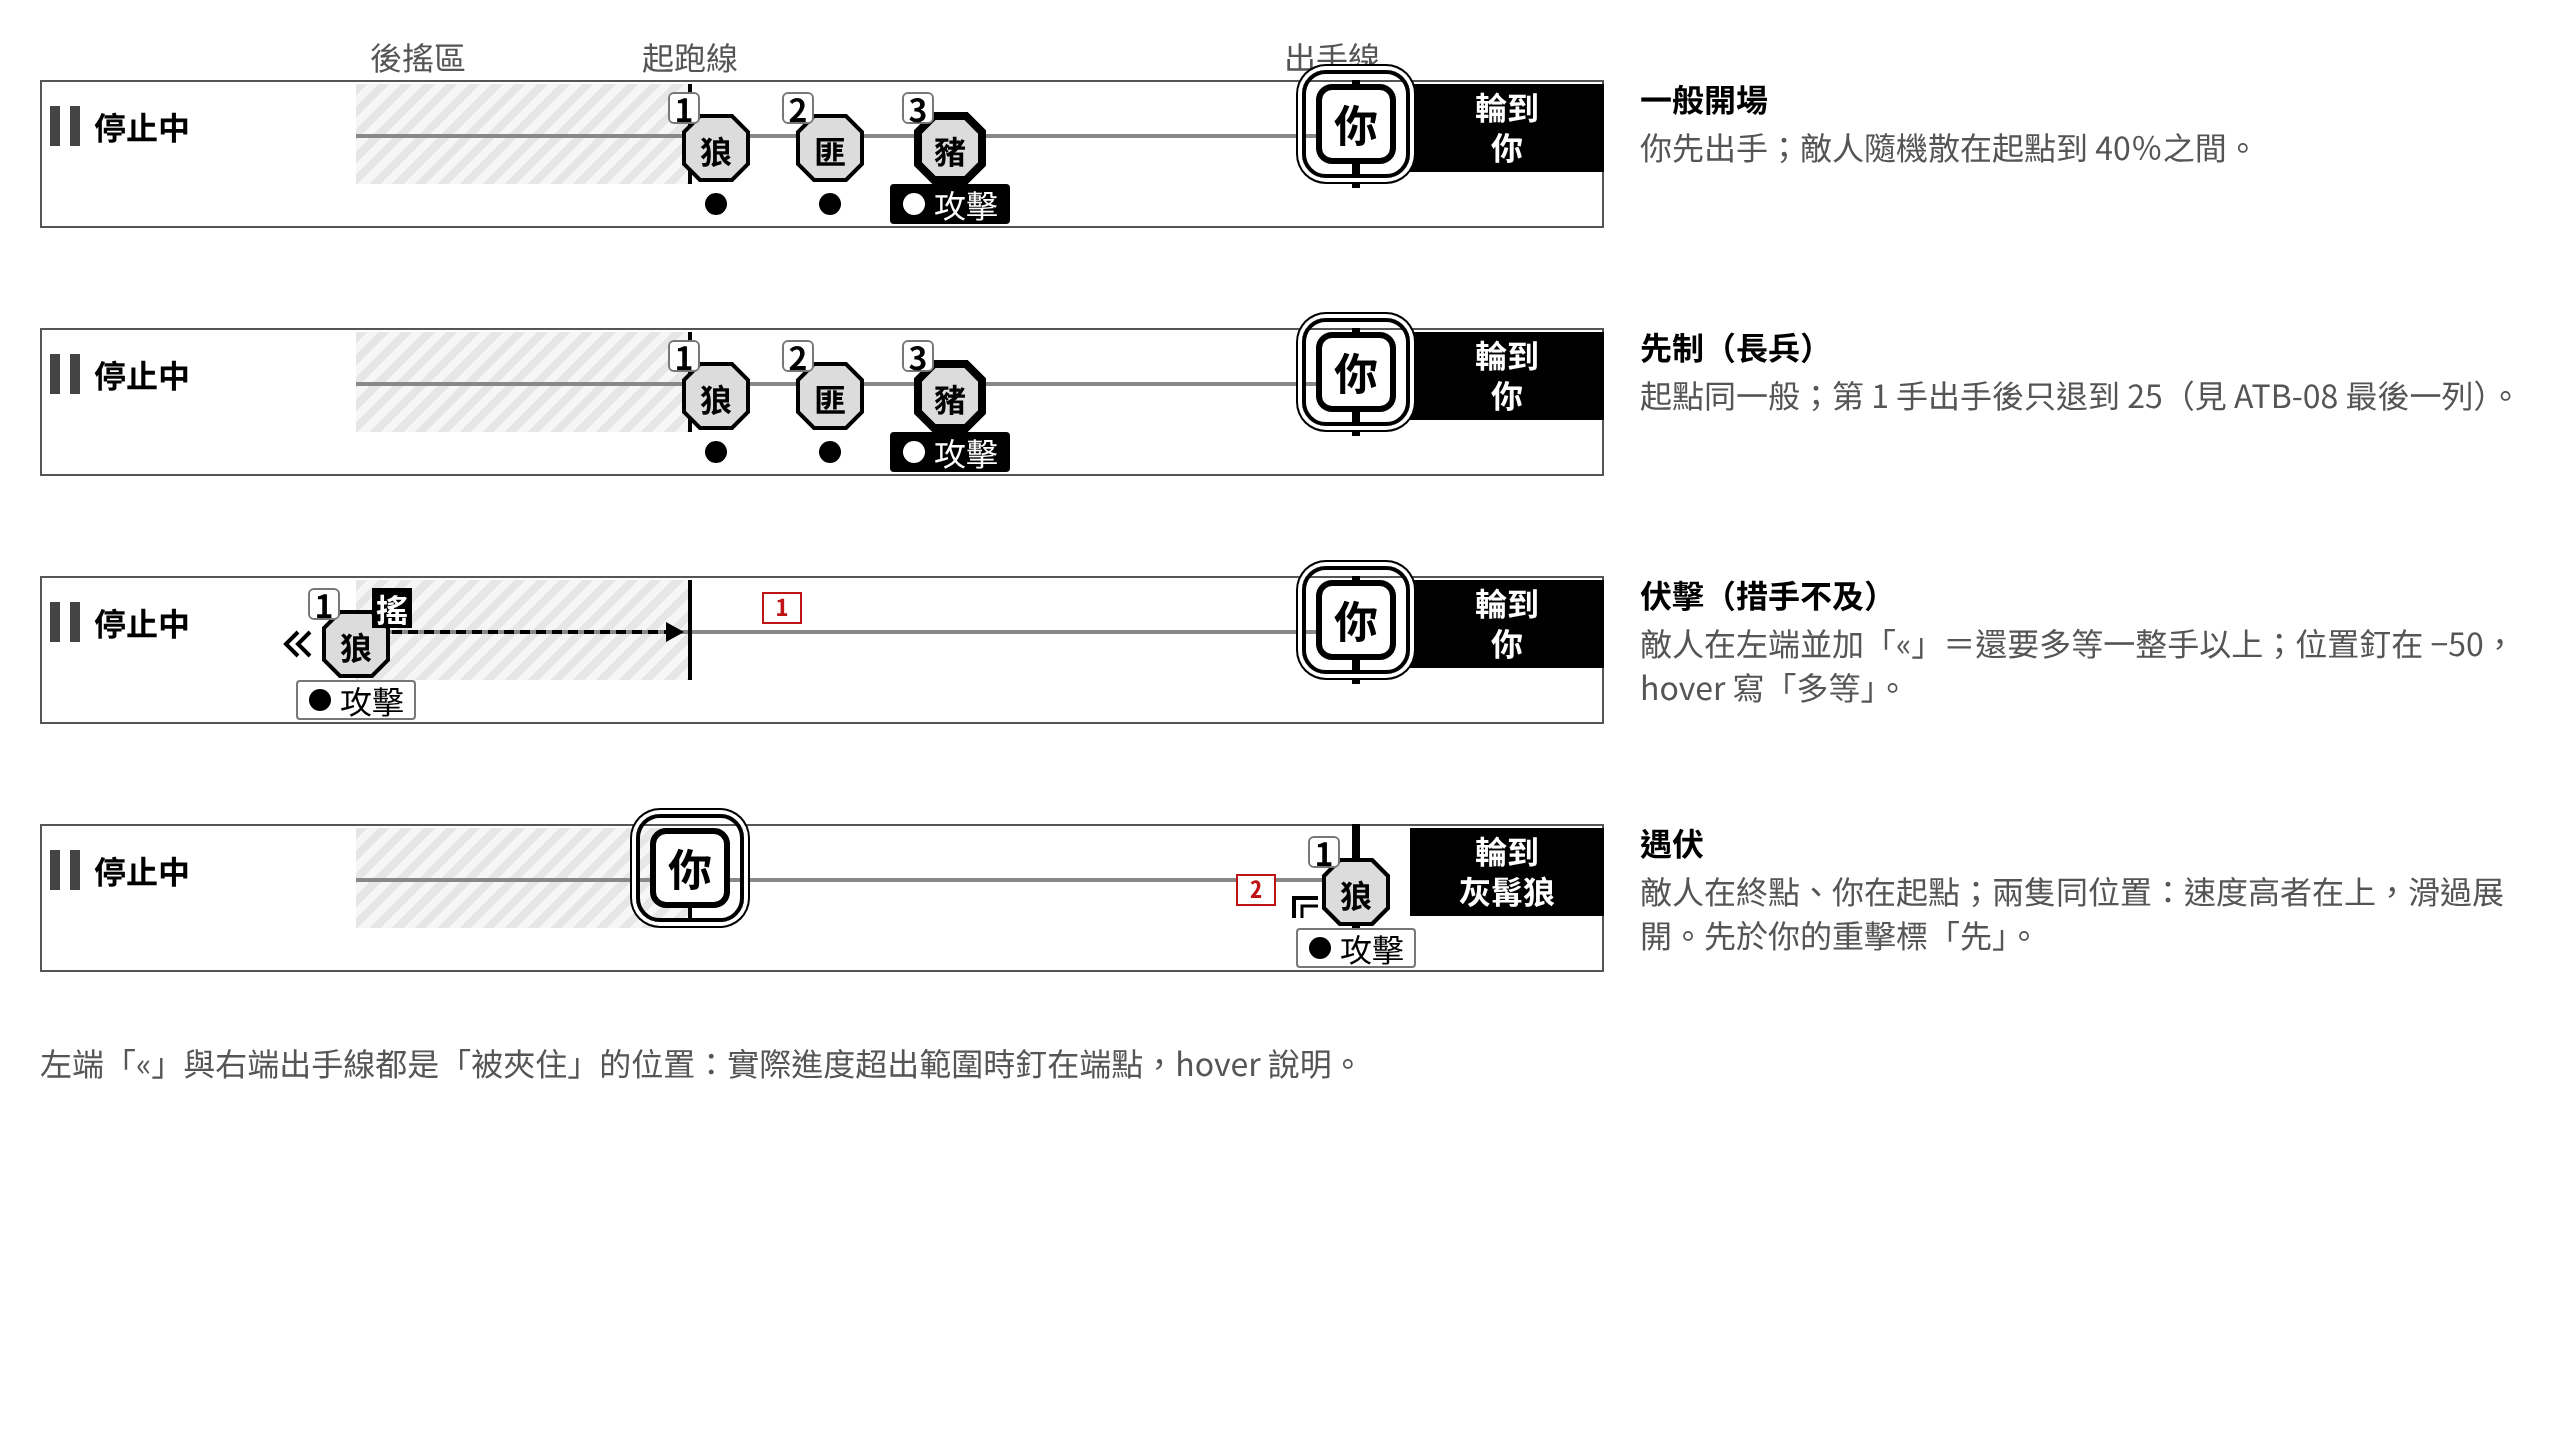 後搖區 起跑線 出手線
停止中
1 狼
2 匪
3 豬
攻擊
你
輪到
你
一般開場
你先出手；敵人隨機散在起點到 40%之間。
停止中
1 狼
2 匪
3 豬
攻擊
你
輪到
你
先制（長兵）
起點同一般；第 1 手出手後只退到 25（見 ATB-08 最後一列）。
停止中
«
1 狼
搖
攻擊
1
你
輪到
你
伏擊（措手不及）
敵人在左端並加「«」＝還要多等一整手以上；位置釘在 −50，
hover 寫「多等」。
停止中
你
2
1 狼
攻擊
輪到
灰髯狼
遇伏
敵人在終點、你在起點；兩隻同位置：速度高者在上，滑過展
開。先於你的重擊標「先」。
左端「«」與右端出手線都是「被夾住」的位置：實際進度超出範圍時釘在端點，hover 說明。